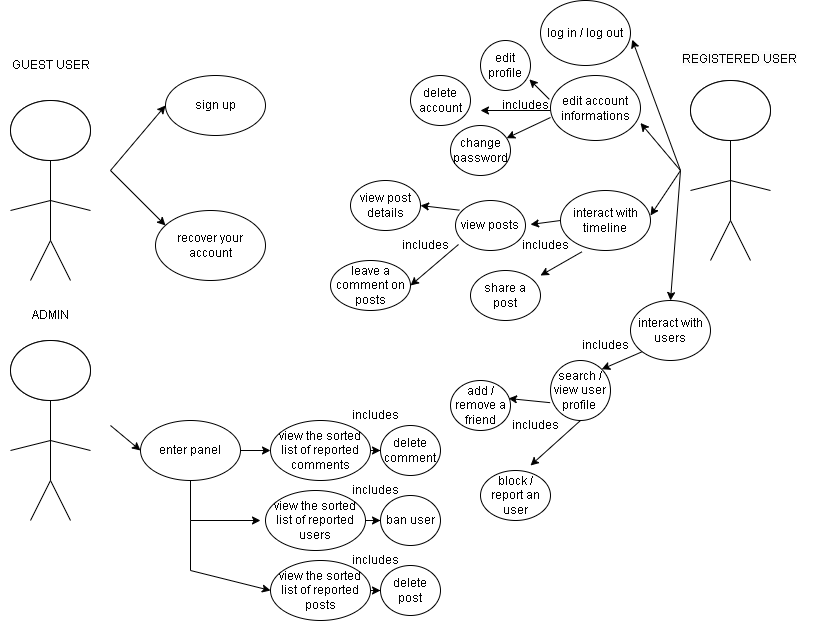 GUEST USER
sign up
recover your
account
REGISTERED USER
log in / log out
edit
profile
delete
account
includes
edit account
informations
change
password
view post
details
view posts
interact with
timeline
includes
includes
leave a
comment on
posts
share a
post
interact with
users
includes
search /
view user
profile
add /
remove a
friend
includes
block /
report an
user
ADMIN
enter panel
includes
view the sorted
list of reported
comments
delete
comment
includes
view the sorted
list of reported
users
ban user
includes
view the sorted
list of reported
posts
delete
post